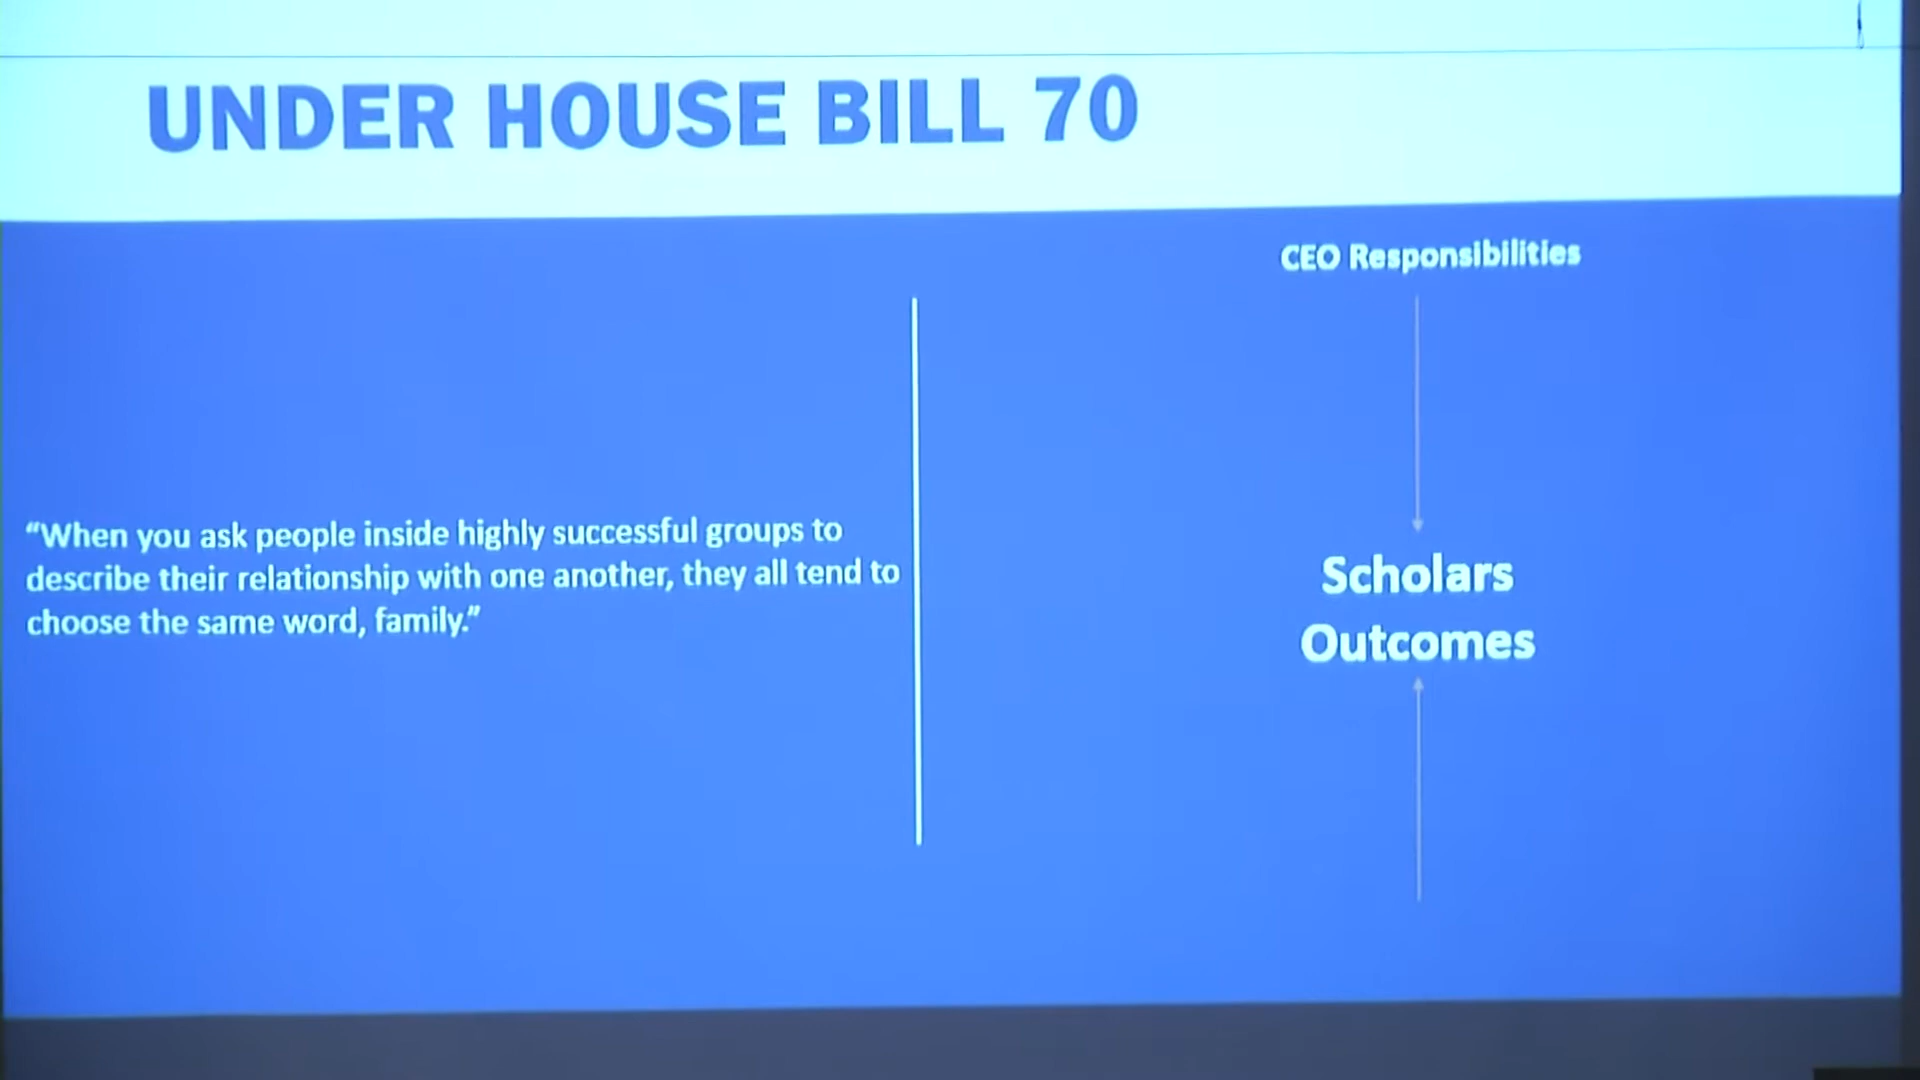 UNDER HOUSE BILL 70
“When you ask people inside highly successful groups to
describe their relationship with one another, they all tend to
choose the same word, family.”
CEO Responsibilities
Scholars
Outcomes